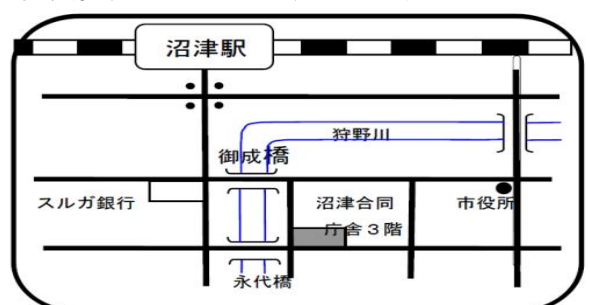 沼津駅
狩野川
御成橋
スルガ銀行
沼津合同
庁舎３階
市役所
永代橋